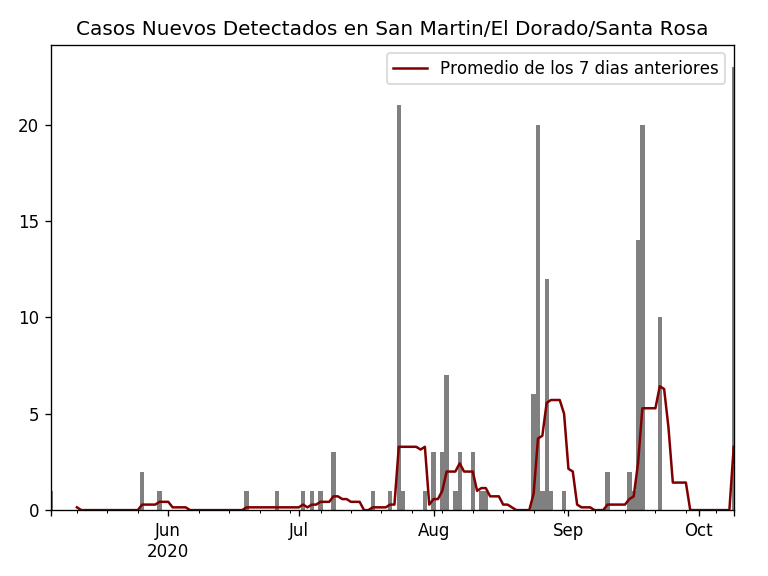 Casos Nuevos Detectados en San Martin/El Dorado/Santa Rosa
Promedio de los 7 dias anteriores
20
15
10
5
0
Jun Jul Aug Sep Oct
2020